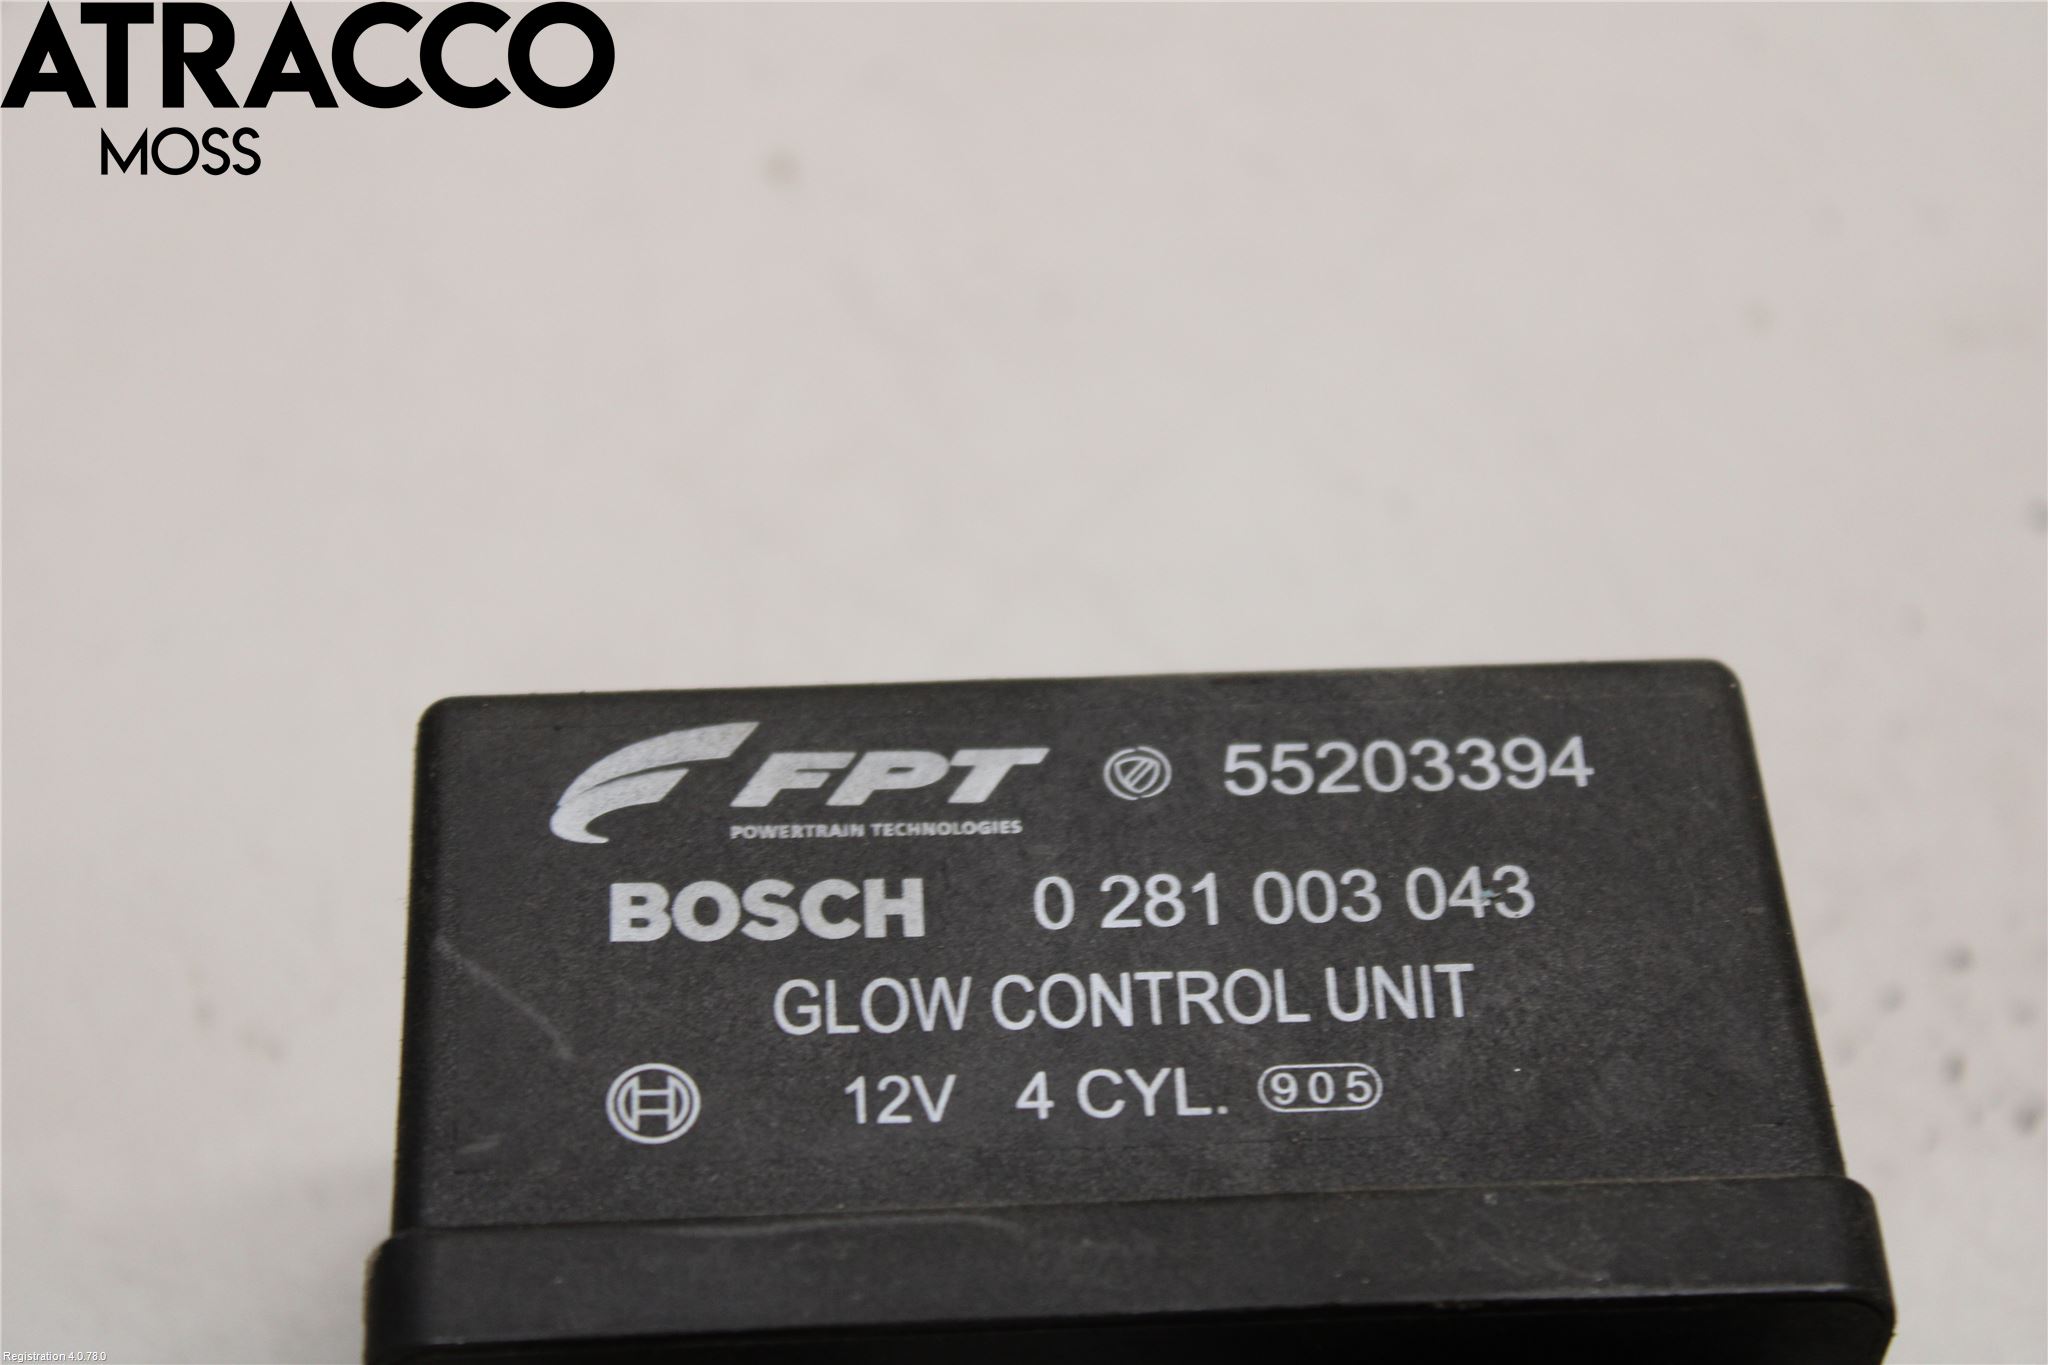 ATRACCO
MOSS
FPT 55203394
POWERTRAIN TECHNOLOGIES
BOSCH 0 281 003 043
GLOW CONTROL UNIT
12V 4 CYL. 905
Registration 4.0.78.0